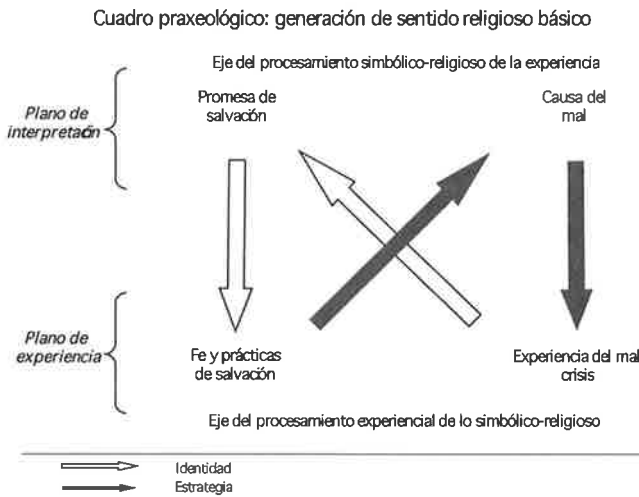 Cuadro praxeológico: generación de sentido religioso básico
Eje del procesamiento simbólico-religioso de la experiencia
Plano de
interpretación
Promesa de
salvación
Causa del
mal
Plano de
experiencia
Fe y prácticas
de salvación
Experiencia del mal
crisis
Eje del procesamiento experiencial de lo simbólico-religioso
Identidad
Estrategia